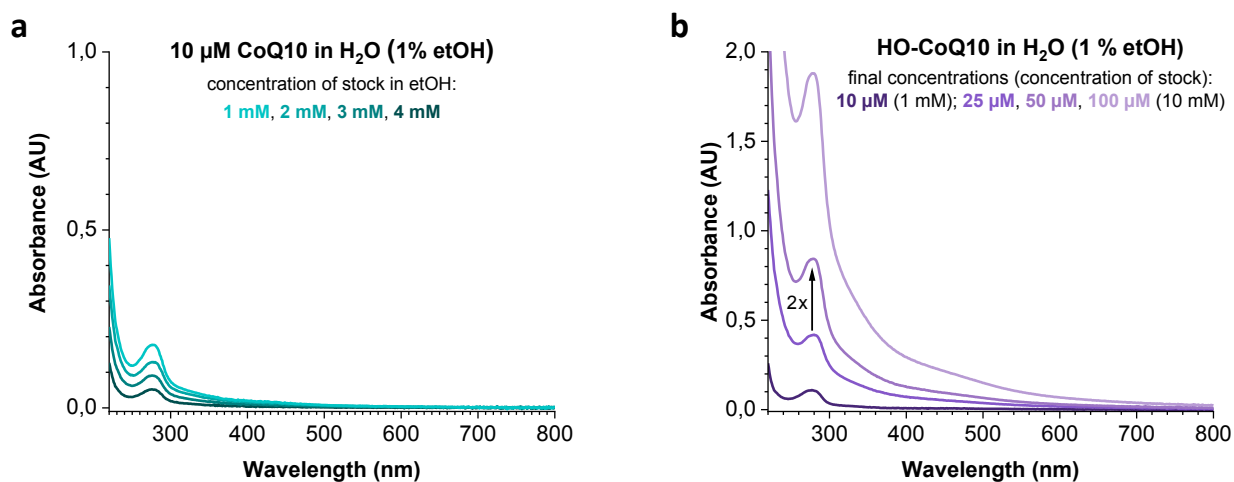 a
10 µM CoQ10 in H₂O (1% etOH)
concentration of stock in etOH:
1 mM, 2 mM, 3 mM, 4 mM
Absorbance (AU)
1,0
0,5
0,0
300 400 500 600 700 800
Wavelength (nm)
b
HO-CoQ10 in H₂O (1 % etOH)
final concentrations (concentration of stock):
10 µM (1 mM); 25 µM, 50 µM, 100 µM (10 mM)
Absorbance (AU)
2,0
1,5
1,0
0,5
0,0
2x
300 400 500 600 700 800
Wavelength (nm)